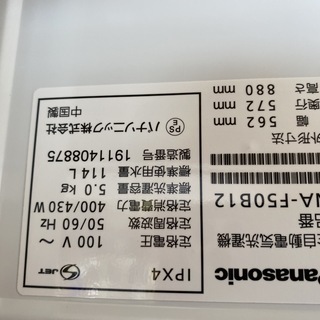 Panasonic
自動電気洗濯機
品番
NA-F50B12
外形寸法
幅 562 mm
奥行 572 mm
高さ 880 mm
IPX4
JET
定格電圧 100 V～
定格周波数 50/60 Hz
定格消費電力 400/430 W
標準洗濯容量 5.0 kg
標準使用水量 114 L
製造番号 1911408875
PSE パナソニック株式会社
中国製